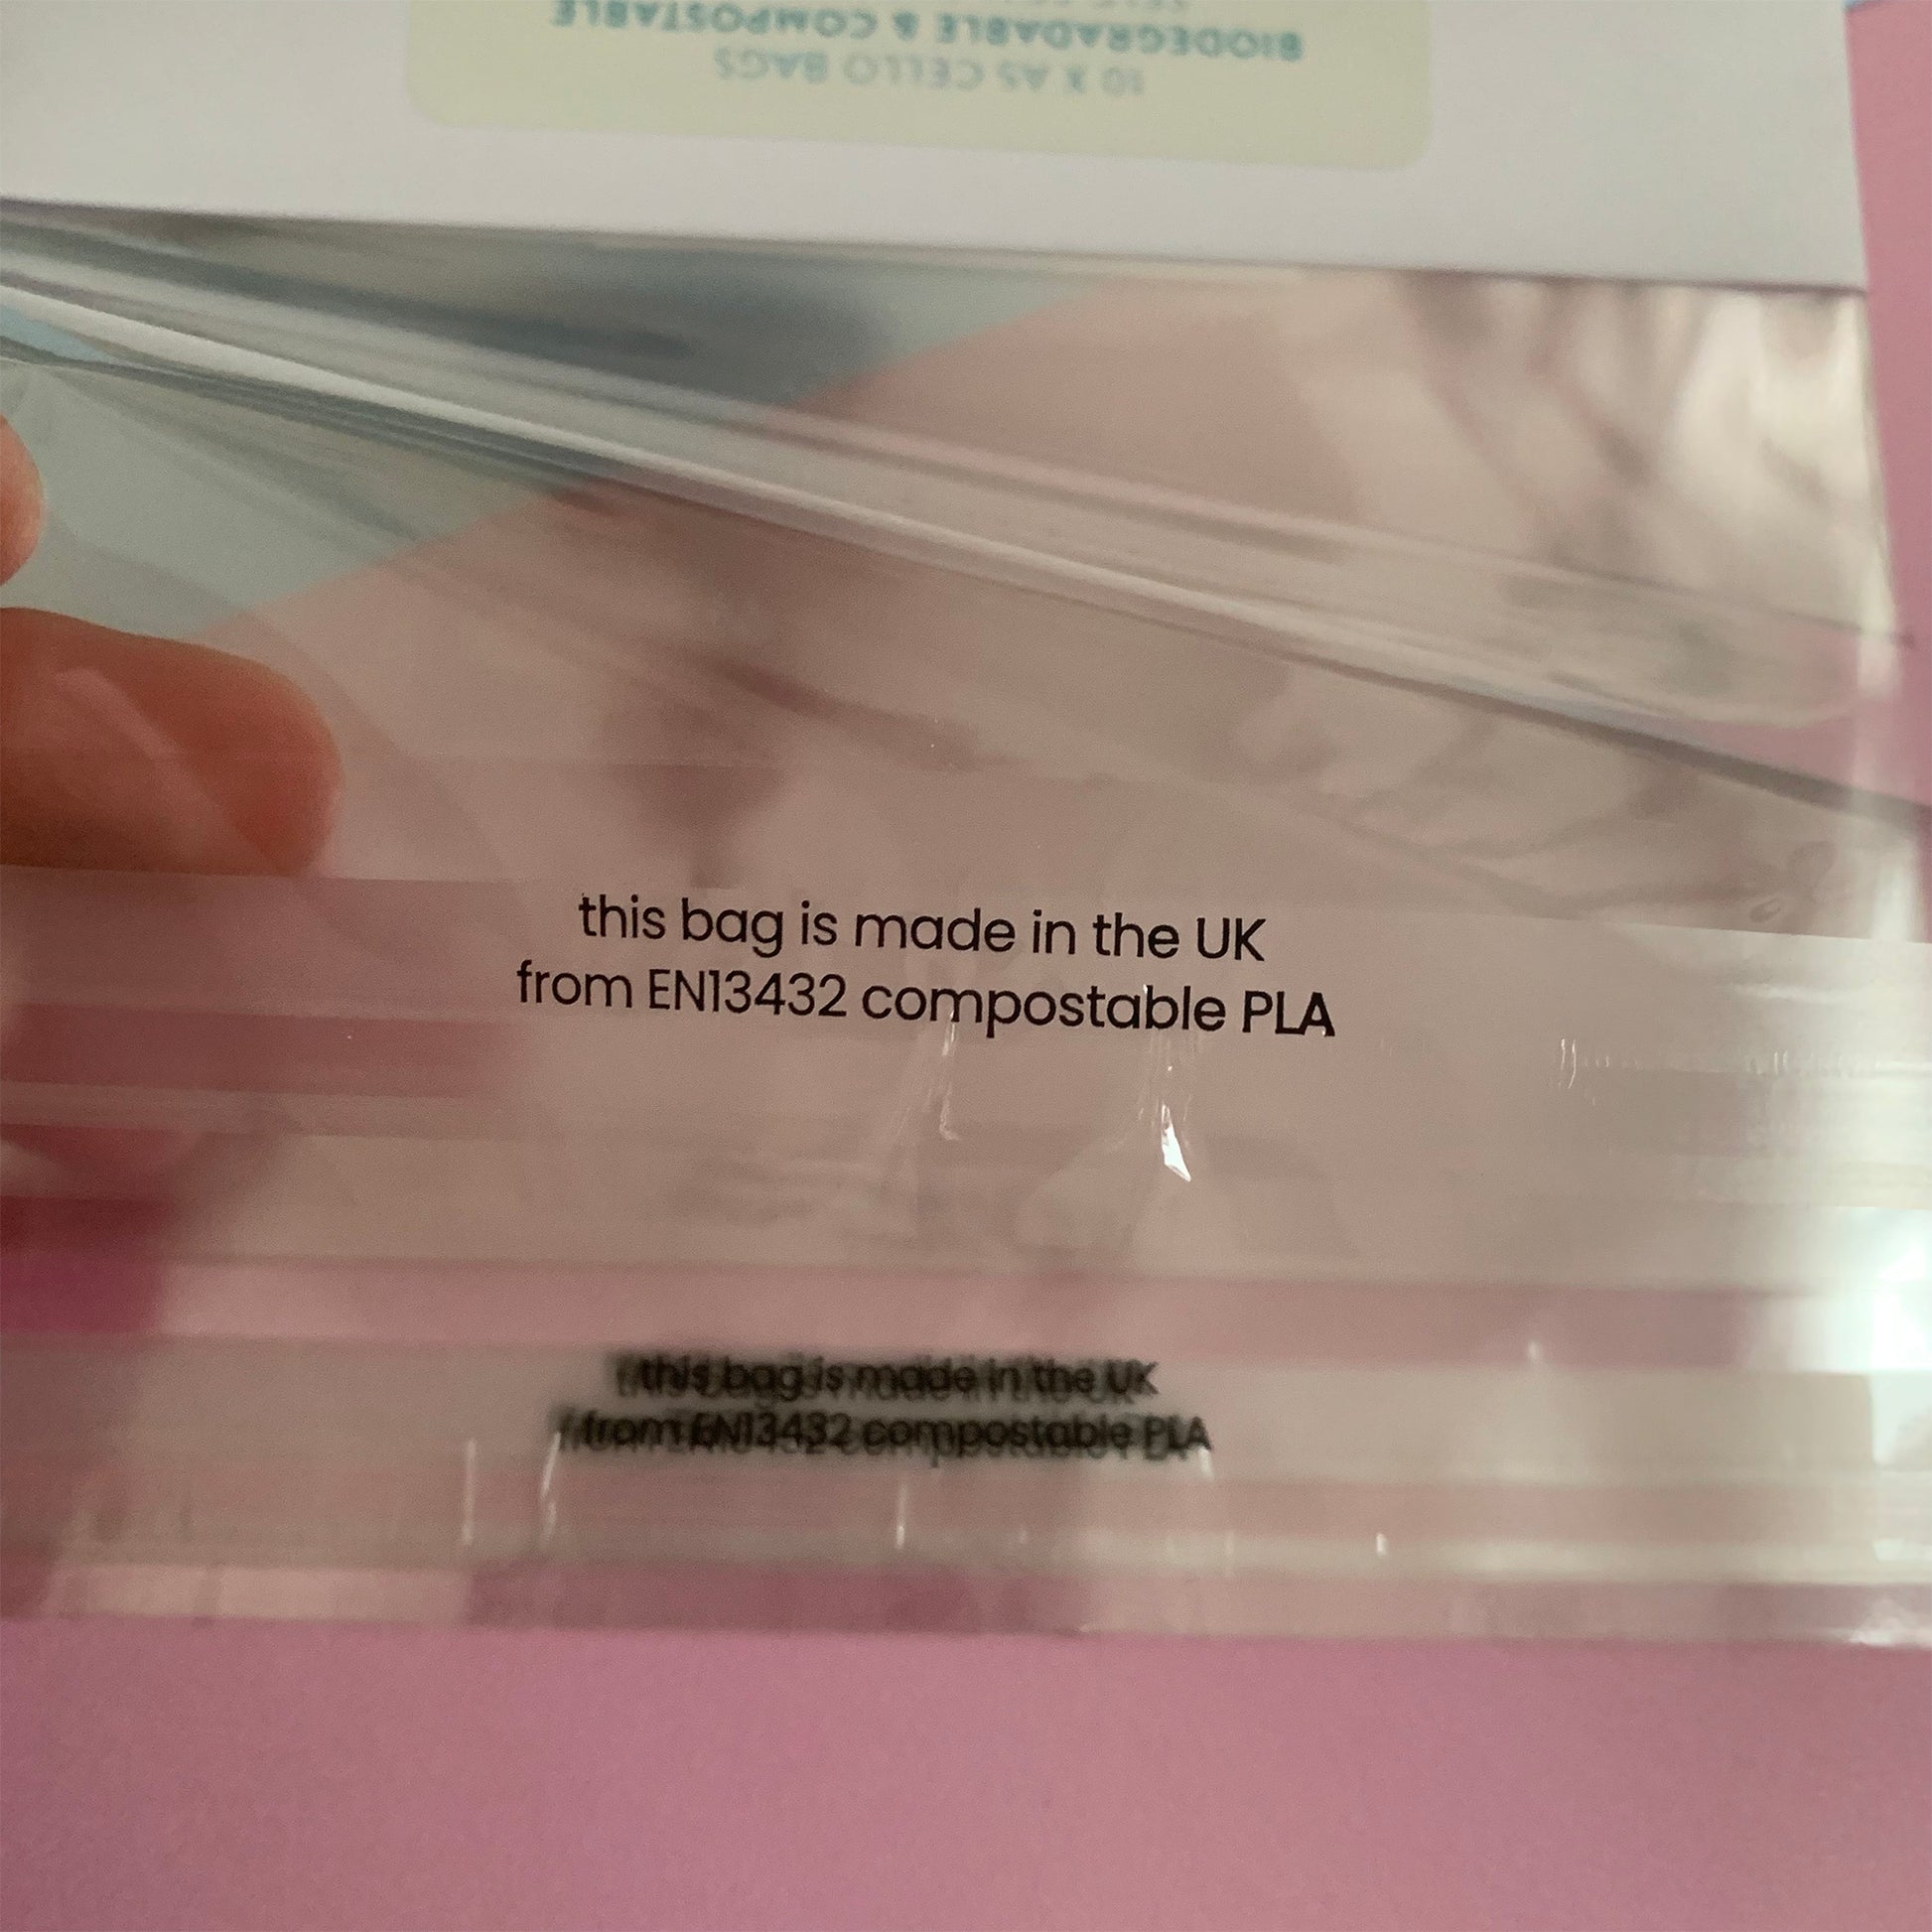 BIODEGRADABLE & COMPOSTABLE
10 X A5 CELLO BAGS
this bag is made in the UK
from EN13432 compostable PLA
this bag is made in the UK
from EN13432 compostable PLA